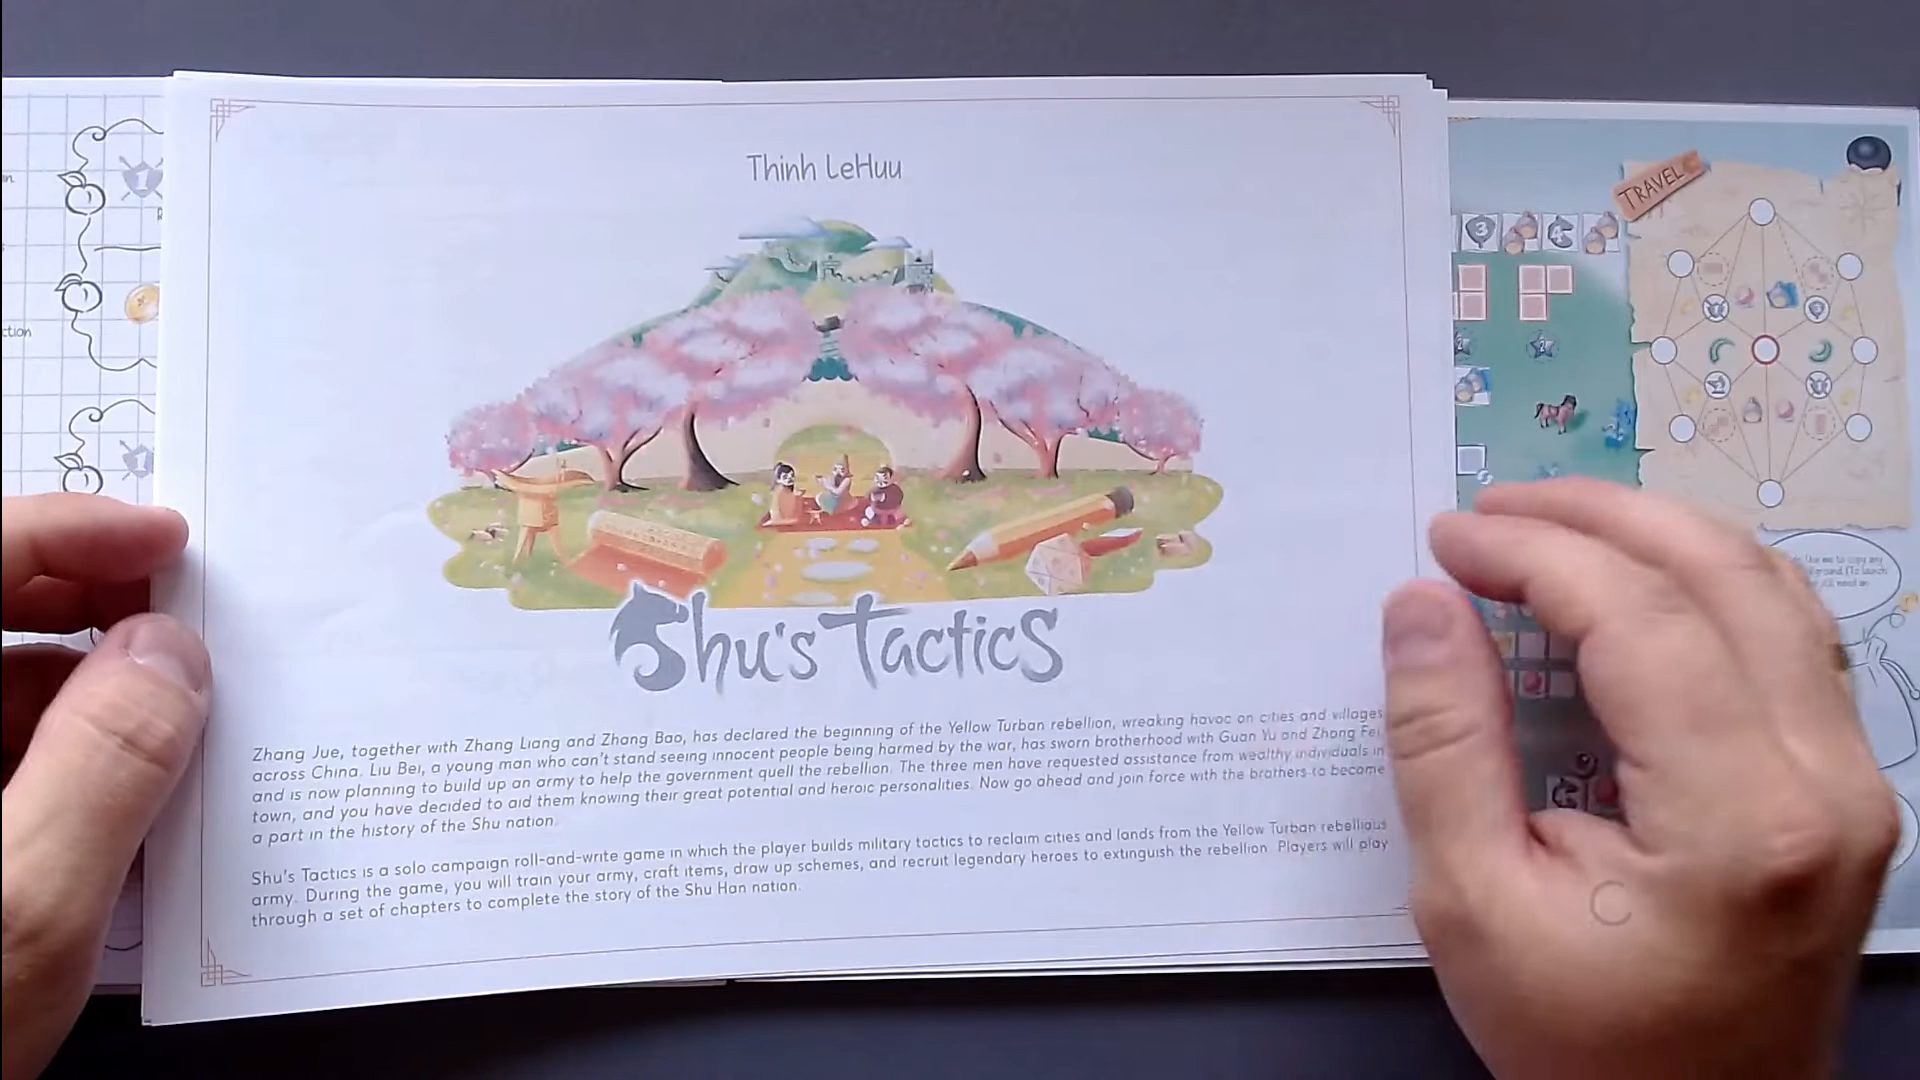 Thinh LeHuu
Shu's Tactics
Zhang Jue, together with Zhang Liang and Zhang Bao, has declared the beginning of the Yellow Turban rebellion, wreaking havoc on cities and villages
across China. Liu Bei, a young man who can't stand seeing innocent people being harmed by the war, has sworn brotherhood with Guan Yu and Zhang Fei,
and is now planning to build up an army to help the government quell the rebellion. The three men have requested assistance from wealthy individuals in
town, and you have decided to aid them knowing their great potential and heroic personalities. Now go ahead and join force with the brothers to become
a part in the history of the Shu nation.
Shu's Tactics is a solo campaign roll-and-write game in which the player builds military tactics to reclaim cities and lands from the Yellow Turban rebellious
army. During the game, you will train your army, craft items, draw up schemes, and recruit legendary heroes to extinguish the rebellion. Players will play
through a set of chapters to complete the story of the Shu Han nation.
ction
1
1
TRAVEL
3
4
2
2